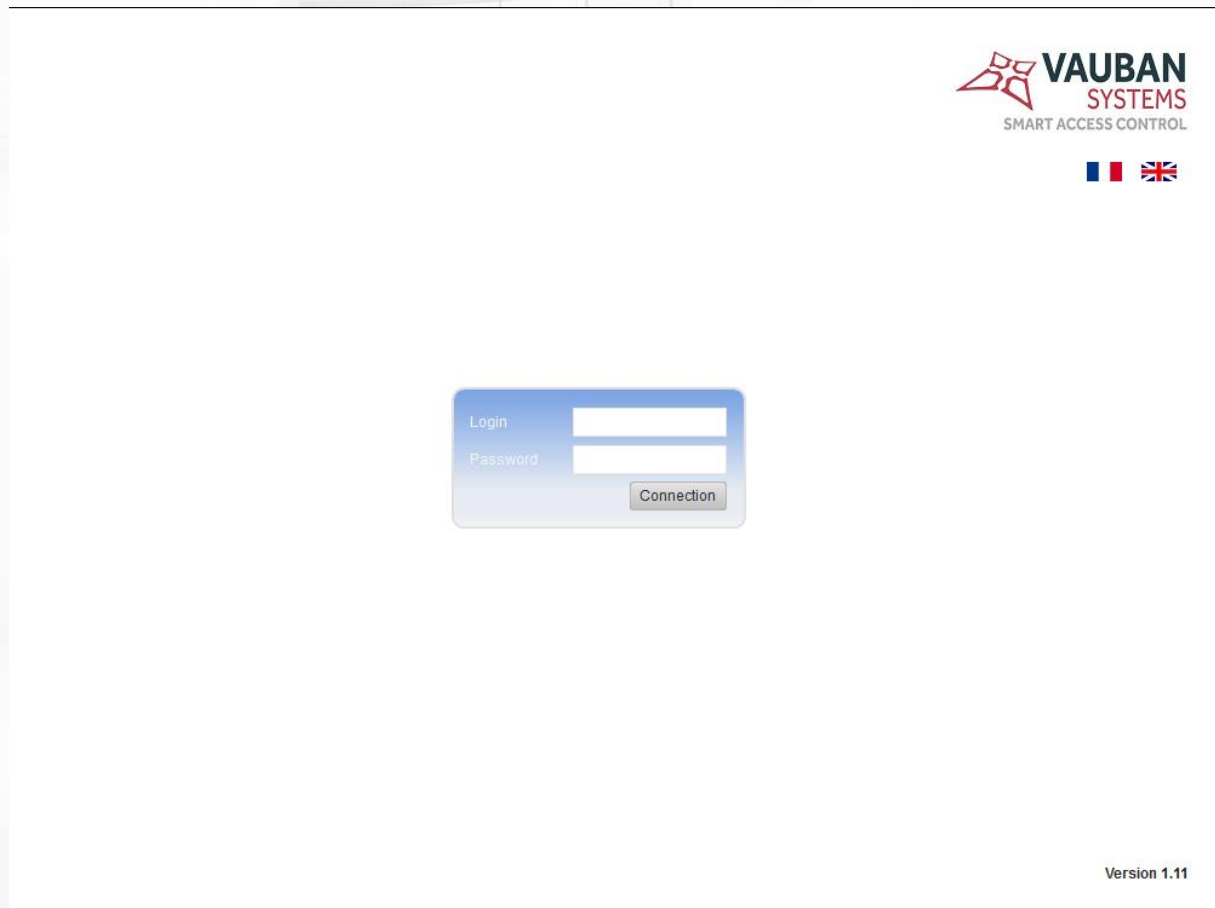 VAUBAN
SYSTEMS
SMART ACCESS CONTROL
Login
Password
Connection
Version 1.11